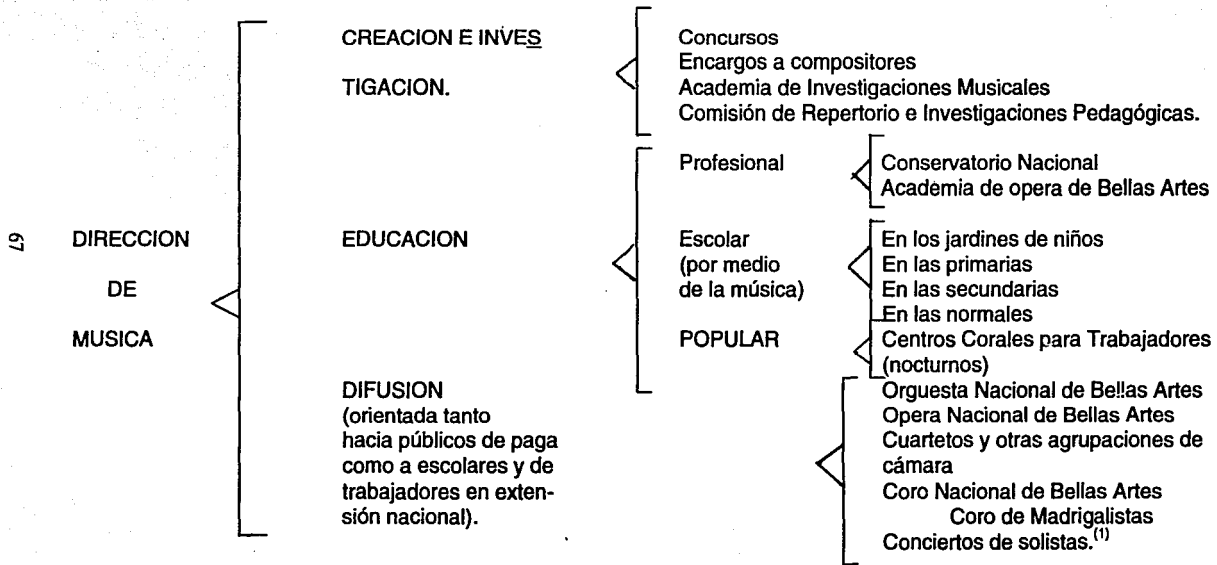 67
DIRECCION
DE
MUSICA
CREACION E INVES
TIGACION.
Concursos
Encargos a compositores
Academia de Investigaciones Musicales
Comisión de Repertorio e Investigaciones Pedagógicas.
EDUCACION
Profesional
Conservatorio Nacional
Academia de opera de Bellas Artes
Escolar
(por medio
de la música)
En los jardines de niños
En las primarias
En las secundarias
En las normales
POPULAR
Centros Corales para Trabajadores
(nocturnos)
DIFUSION
(orientada tanto
hacia públicos de paga
como a escolares y de
trabajadores en exten-
sión nacional).
Orguesta Nacional de Bellas Artes
Opera Nacional de Bellas Artes
Cuartetos y otras agrupaciones de
cámara
Coro Nacional de Bellas Artes
Coro de Madrigalistas
Conciertos de solistas.(1)